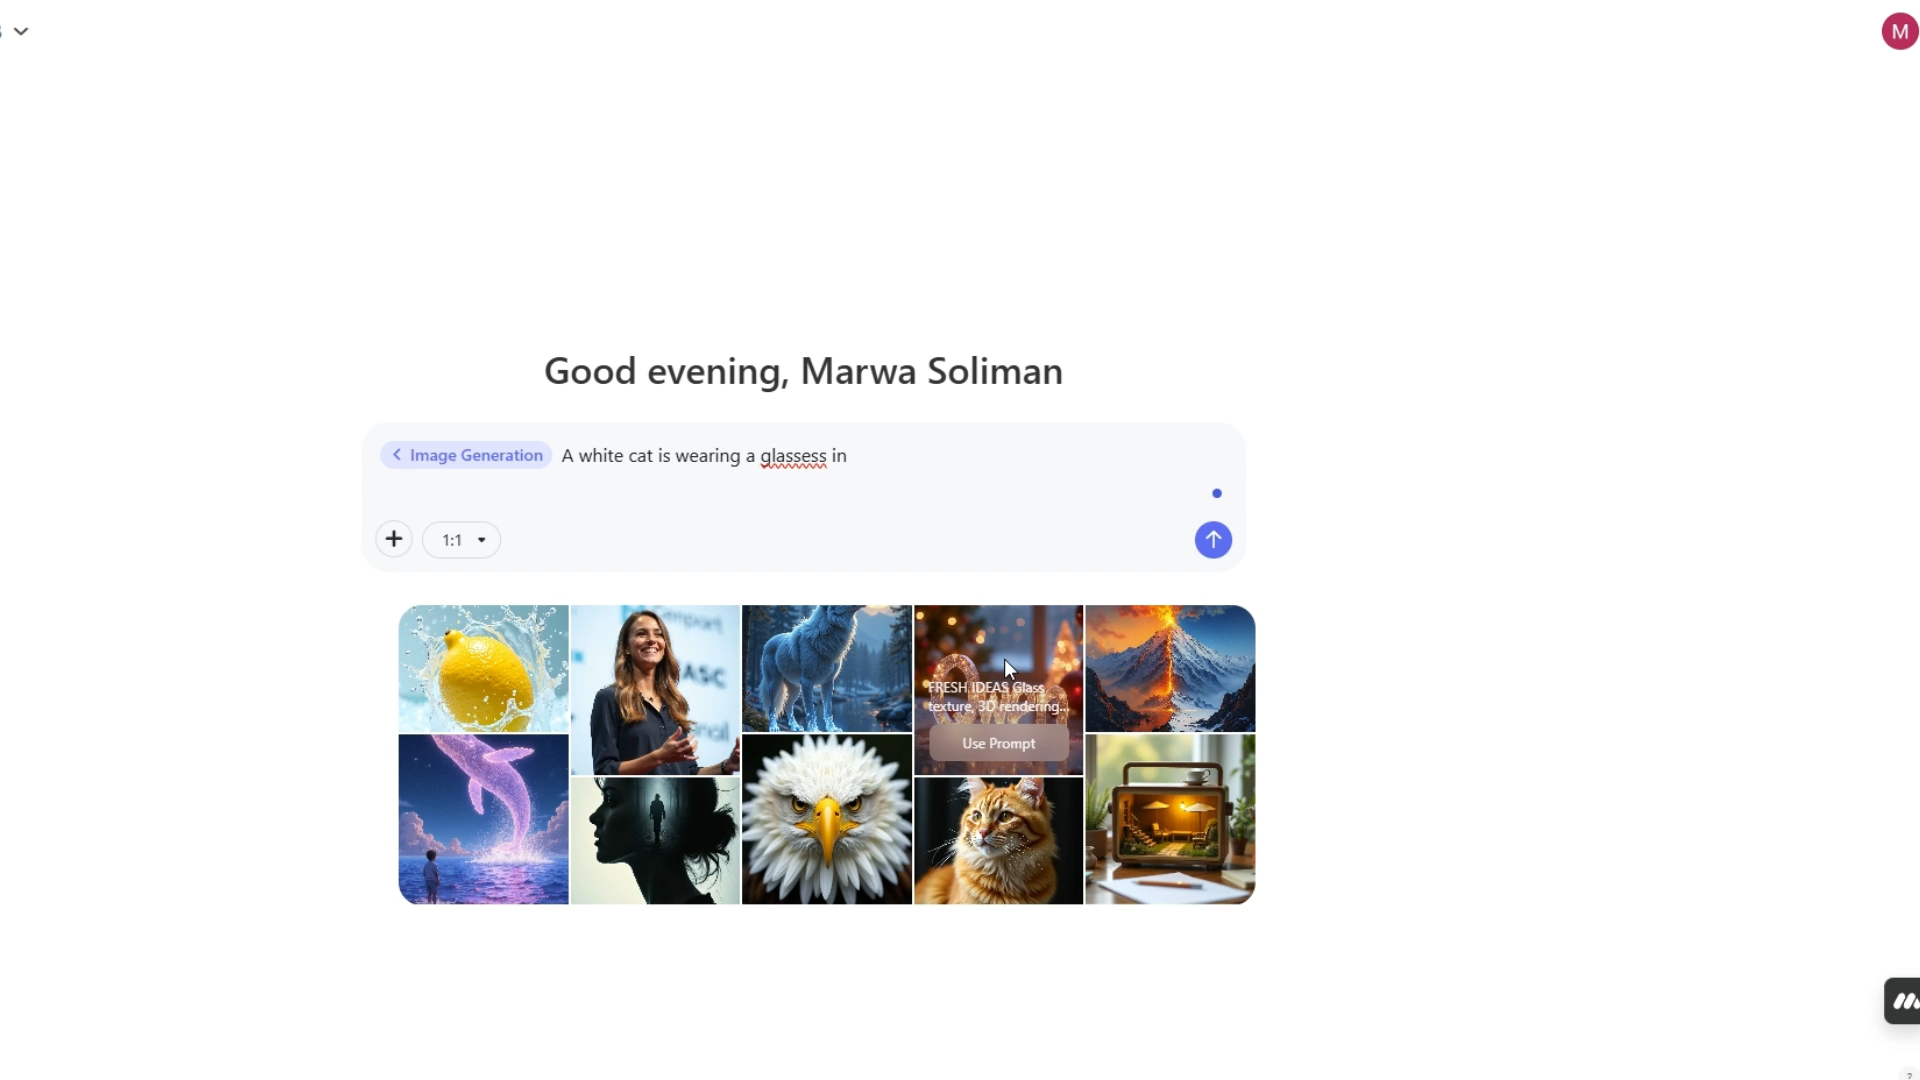 M
Good evening, Marwa Soliman
Image Generation
A white cat is wearing a glassess in
1:1
FRESH IDEAS Glass
texture, 3D rendering...
Use Prompt
ASC
?